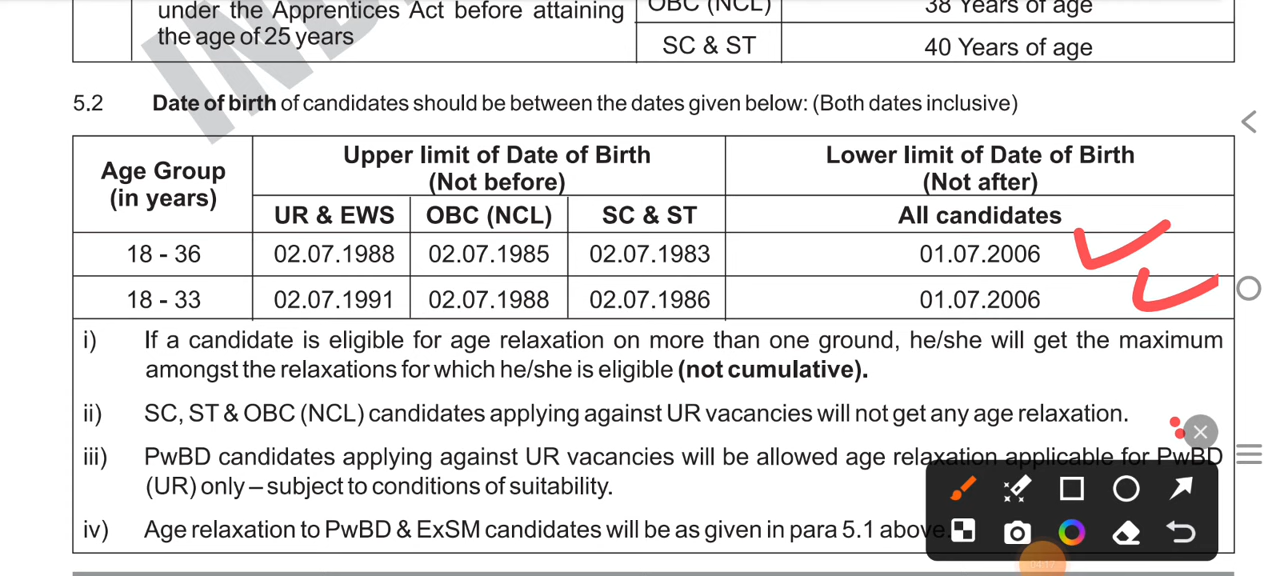 under the Apprentices Act before attaining
the age of 25 years
OBC (NCL)
38 Years of age
SC & ST
40 Years of age
5.2 Date of birth of candidates should be between the dates given below: (Both dates inclusive)
Age Group
(in years)
Upper limit of Date of Birth
(Not before)
Lower limit of Date of Birth
(Not after)
UR & EWS OBC (NCL) SC & ST All candidates
18 - 36 02.07.1988 02.07.1985 02.07.1983 01.07.2006
18 - 33 02.07.1991 02.07.1988 02.07.1986 01.07.2006
i) If a candidate is eligible for age relaxation on more than one ground, he/she will get the maximum
amongst the relaxations for which he/she is eligible (not cumulative).
ii) SC, ST & OBC (NCL) candidates applying against UR vacancies will not get any age relaxation.
iii) PwBD candidates applying against UR vacancies will be allowed age relaxation applicable for PwBD
(UR) only – subject to conditions of suitability.
iv) Age relaxation to PwBD & ExSM candidates will be as given in para 5.1 above.
04:17